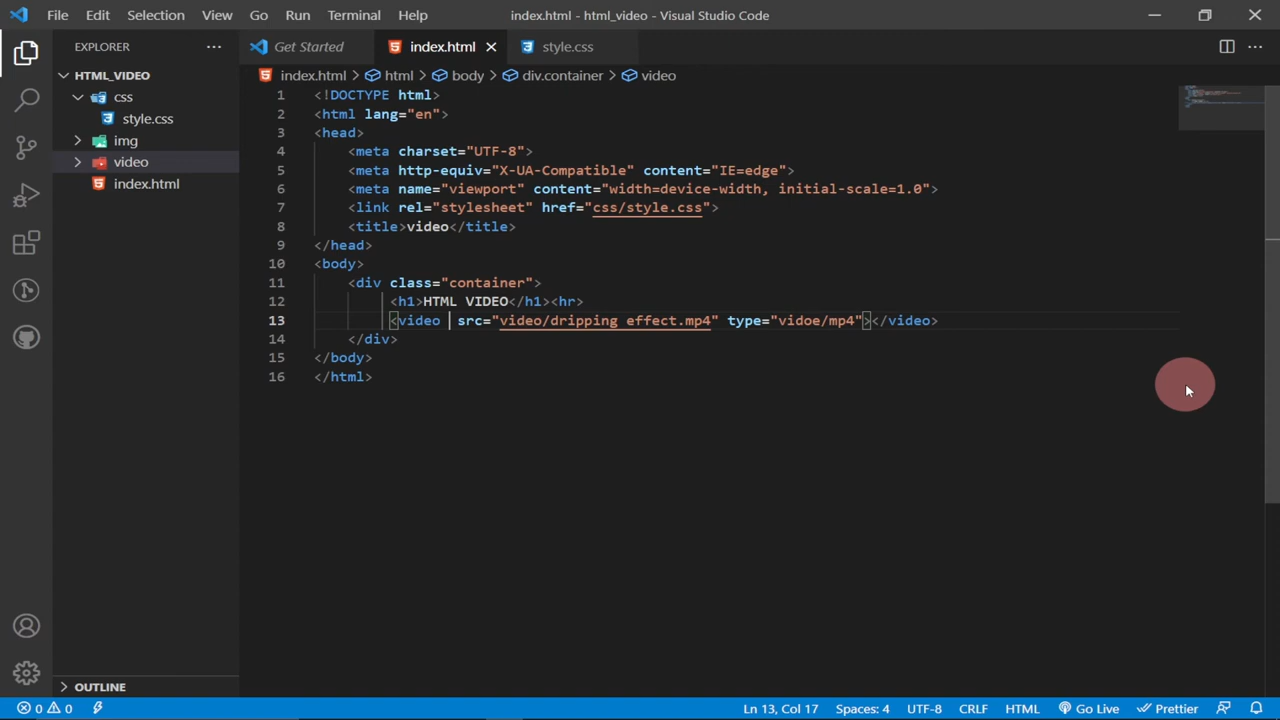 File Edit Selection View Go Run Terminal Help index.html - html_video - Visual Studio Code
EXPLORER
HTML_VIDEO
css
style.css
img
video
index.html
OUTLINE
Get Started index.html style.css
index.html > html > body > div.container > video
1 <!DOCTYPE html>
2 <html lang="en">
3 <head>
4 <meta charset="UTF-8">
5 <meta http-equiv="X-UA-Compatible" content="IE=edge">
6 <meta name="viewport" content="width=device-width, initial-scale=1.0">
7 <link rel="stylesheet" href="css/style.css">
8 <title>video</title>
9 </head>
10 <body>
11 <div class="container">
12 <h1>HTML VIDEO</h1><hr>
13 <video  src="video/dripping effect.mp4" type="vidoe/mp4"></video>
14 </div>
15 </body>
16 </html>
0 0 Ln 13, Col 17 Spaces: 4 UTF-8 CRLF HTML Go Live Prettier